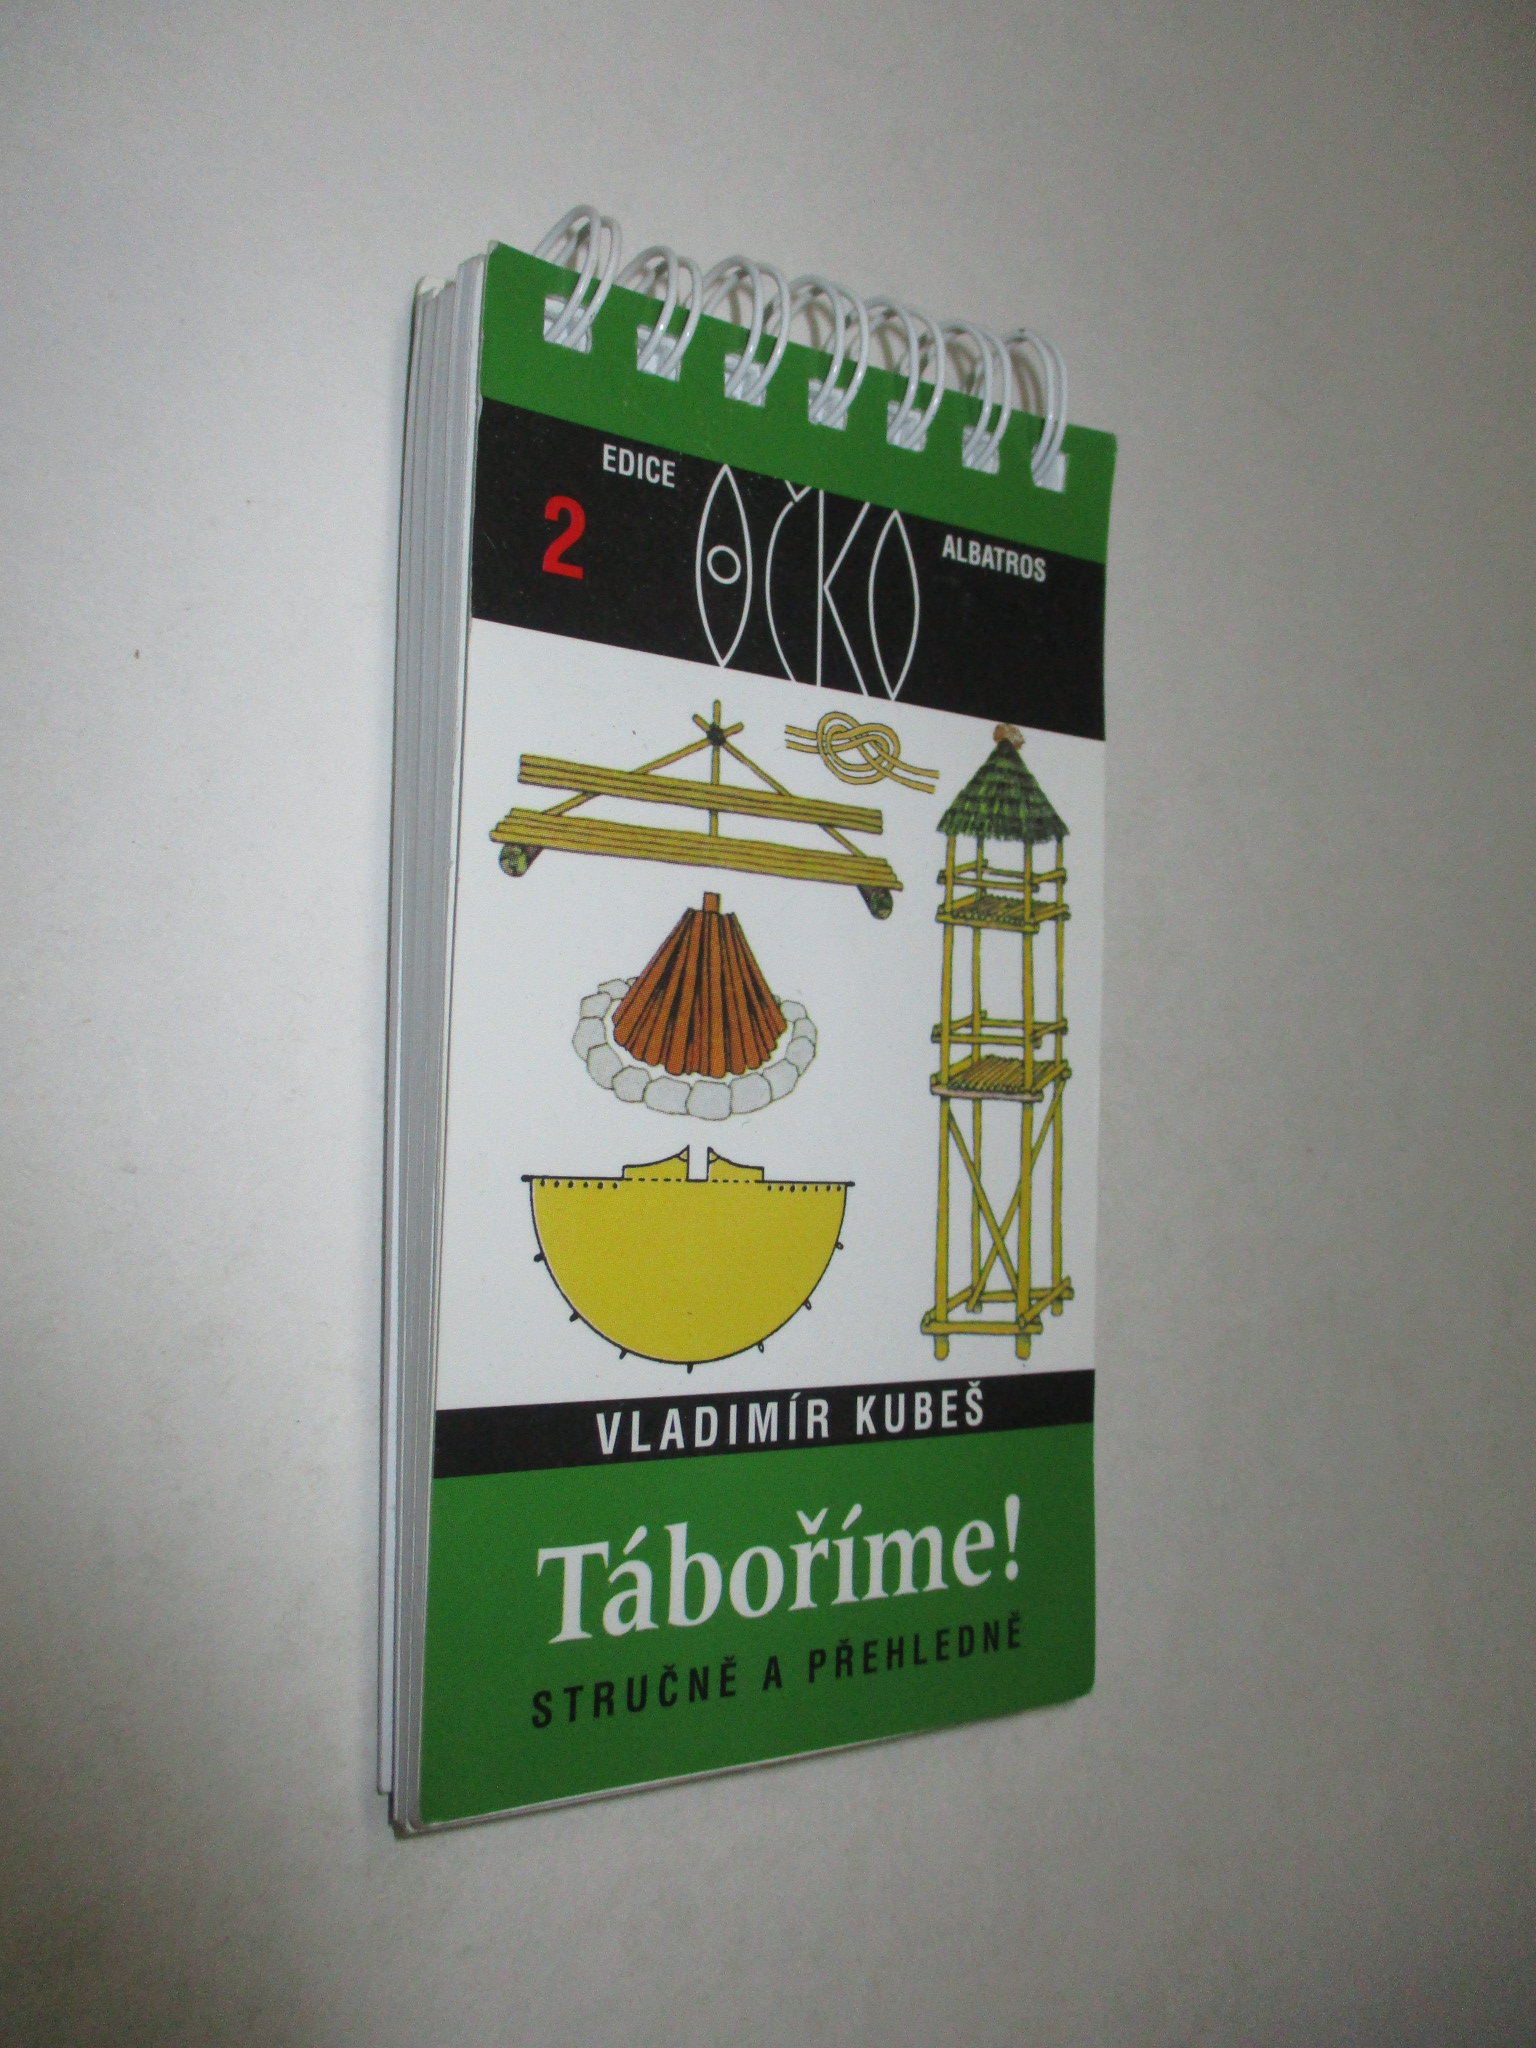 EDICE
2
OČKO
ALBATROS
VLADIMÍR KUBEŠ
Táboříme!
STRUČNĚ A PŘEHLEDNĚ